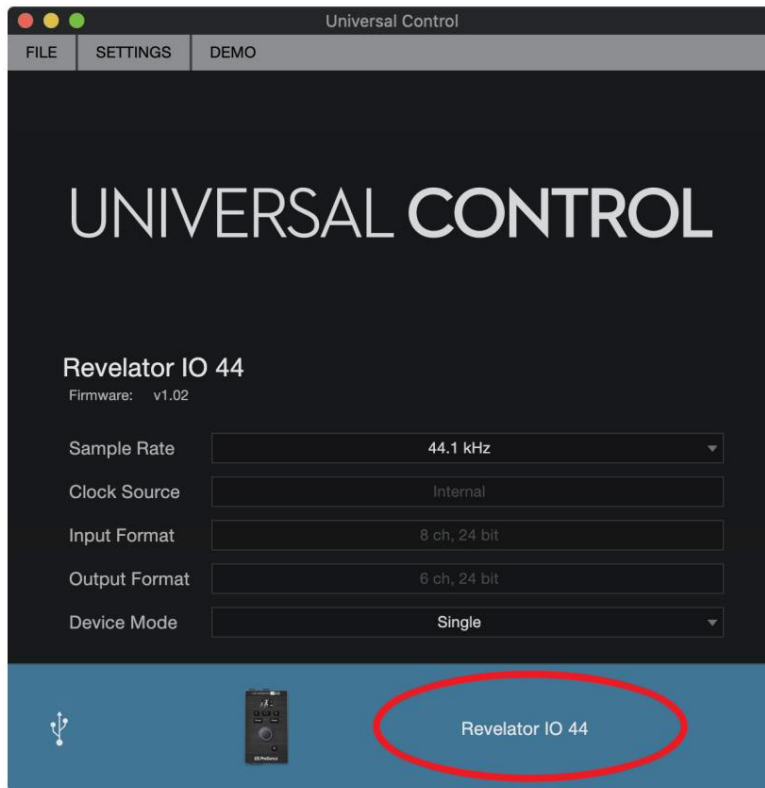 Universal Control
FILE SETTINGS DEMO
UNIVERSAL CONTROL
Revelator IO 44
Firmware: v1.02
Sample Rate 44.1 kHz
Clock Source Internal
Input Format 8 ch, 24 bit
Output Format 6 ch, 24 bit
Device Mode Single
Revelator IO 44
PreSonus